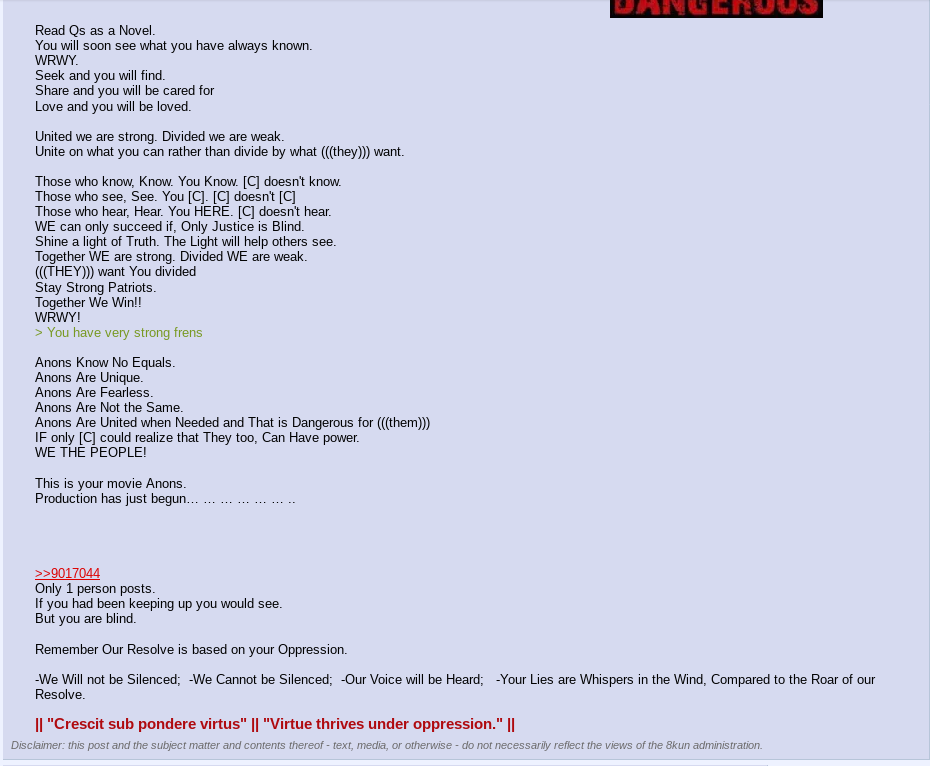 DANGEROUS
Read Qs as a Novel.
You will soon see what you have always known.
WRWY.
Seek and you will find.
Share and you will be cared for
Love and you will be loved.
United we are strong. Divided we are weak.
Unite on what you can rather than divide by what (((they))) want.
Those who know, Know. You Know. [C] doesn't know.
Those who see, See. You [C]. [C] doesn't [C]
Those who hear, Hear. You HERE. [C] doesn't hear.
WE can only succeed if, Only Justice is Blind.
Shine a light of Truth. The Light will help others see.
Together WE are strong. Divided WE are weak.
(((THEY))) want You divided
Stay Strong Patriots.
Together We Win!!
WRWY!
> You have very strong frens
Anons Know No Equals.
Anons Are Unique.
Anons Are Fearless.
Anons Are Not the Same.
Anons Are United when Needed and That is Dangerous for (((them)))
IF only [C] could realize that They too, Can Have power.
WE THE PEOPLE!
This is your movie Anons.
Production has just begun… … … … … … ..
>>9017044
Only 1 person posts.
If you had been keeping up you would see.
But you are blind.
Remember Our Resolve is based on your Oppression.
-We Will not be Silenced;  -We Cannot be Silenced;  -Our Voice will be Heard;   -Your Lies are Whispers in the Wind, Compared to the Roar of our
Resolve.
|| "Crescit sub pondere virtus" || "Virtue thrives under oppression." ||
Disclaimer: this post and the subject matter and contents thereof - text, media, or otherwise - do not necessarily reflect the views of the 8kun administration.